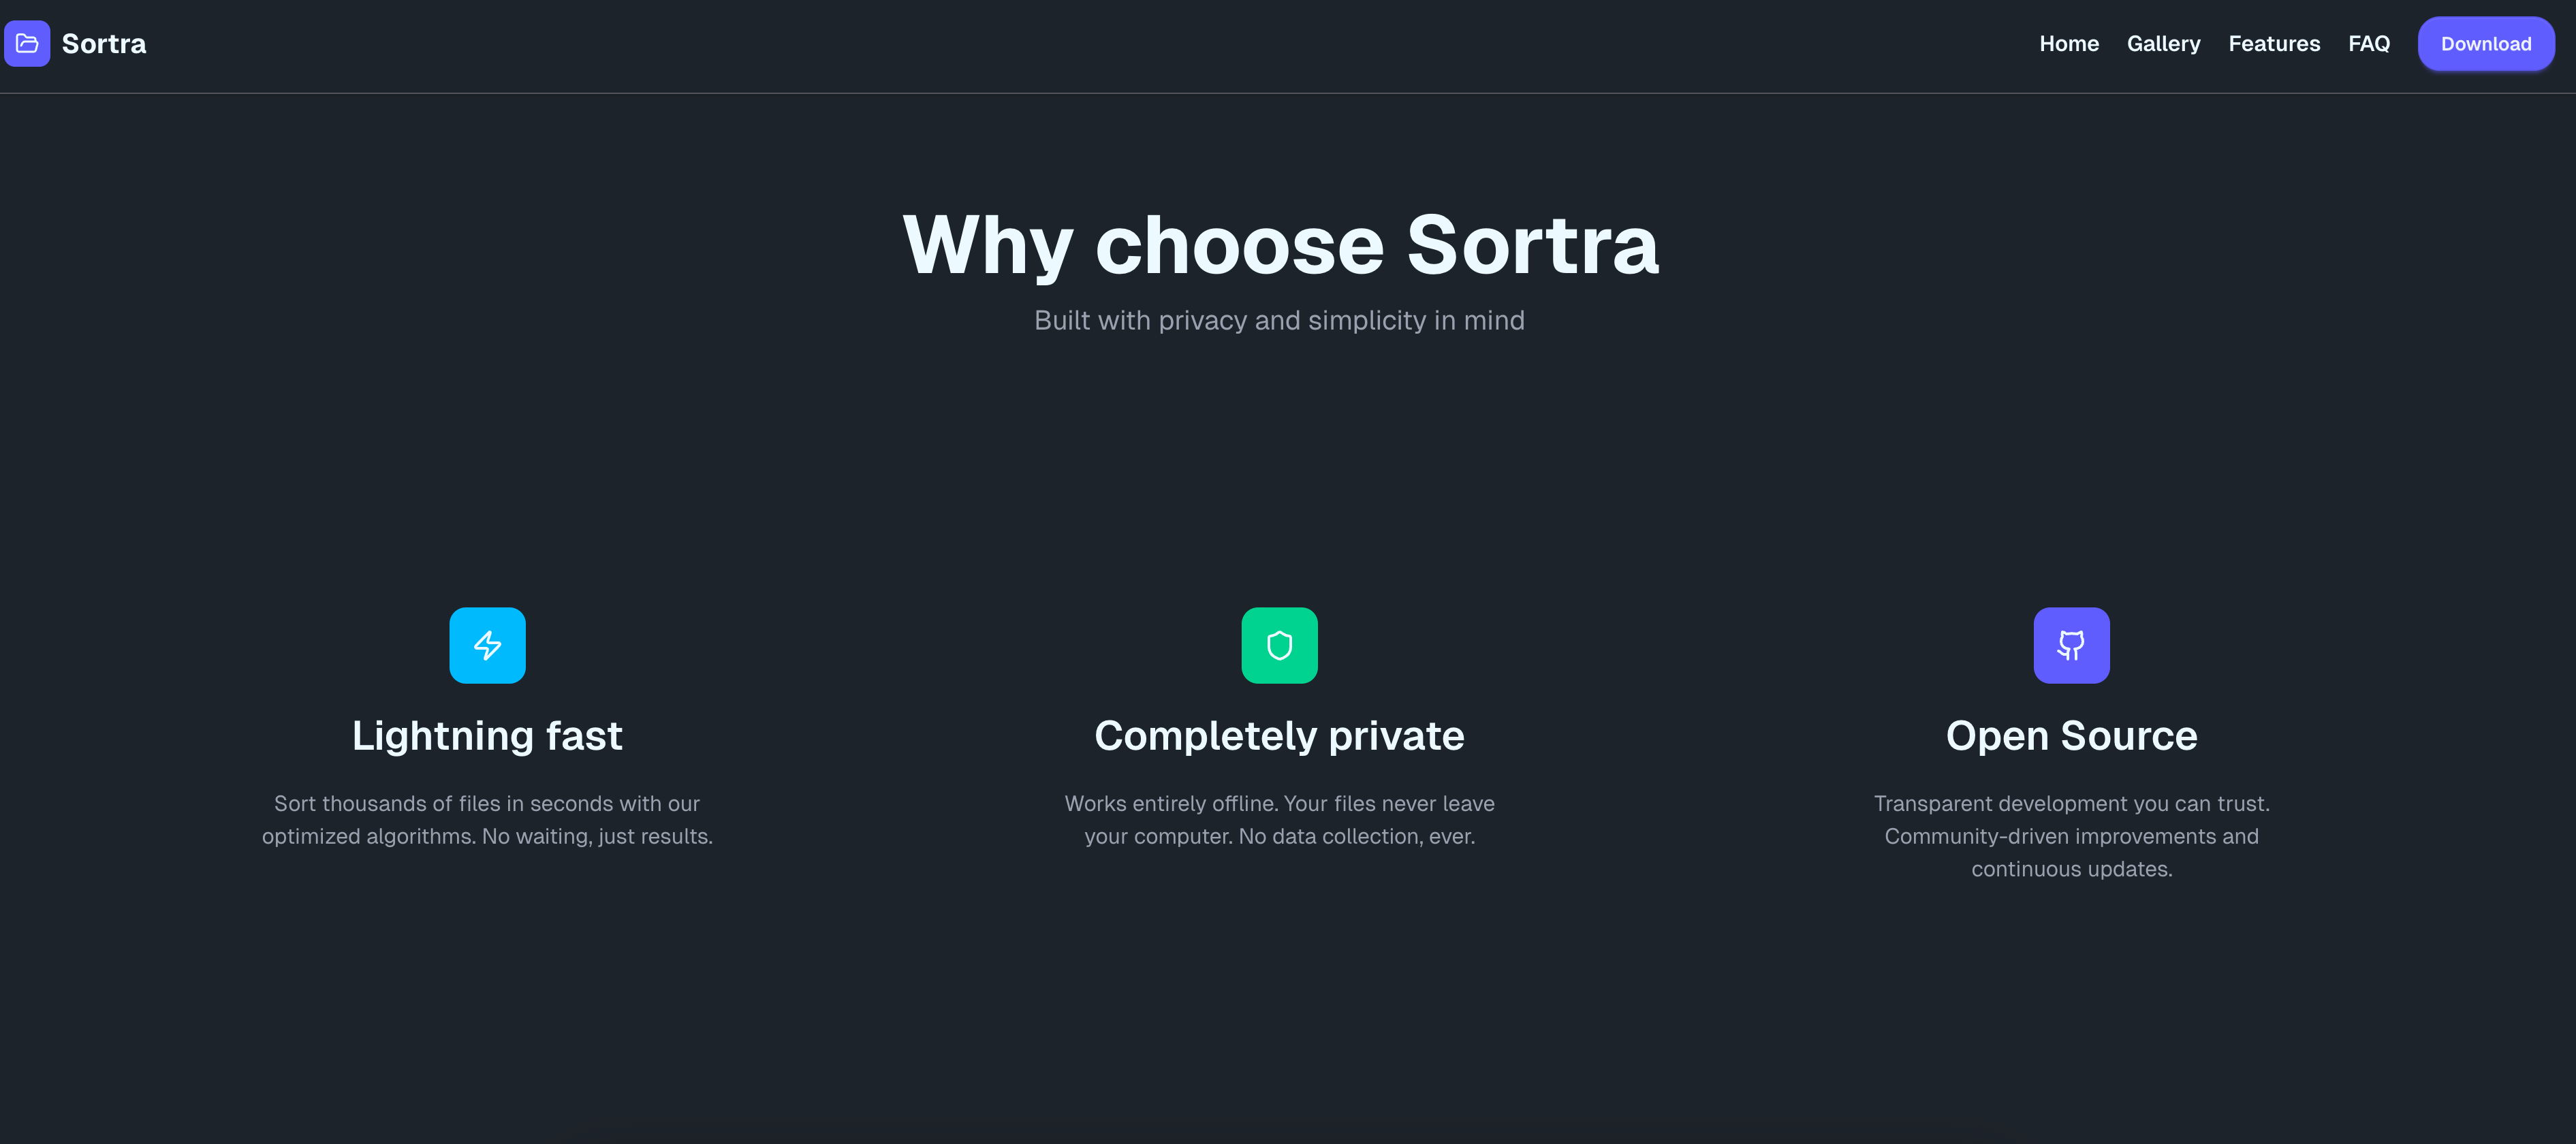 Sortra
Home
Gallery
Features
FAQ
Download
Why choose Sortra
Built with privacy and simplicity in mind
Lightning fast
Sort thousands of files in seconds with our
optimized algorithms. No waiting, just results.
Completely private
Works entirely offline. Your files never leave
your computer. No data collection, ever.
Open Source
Transparent development you can trust.
Community-driven improvements and
continuous updates.